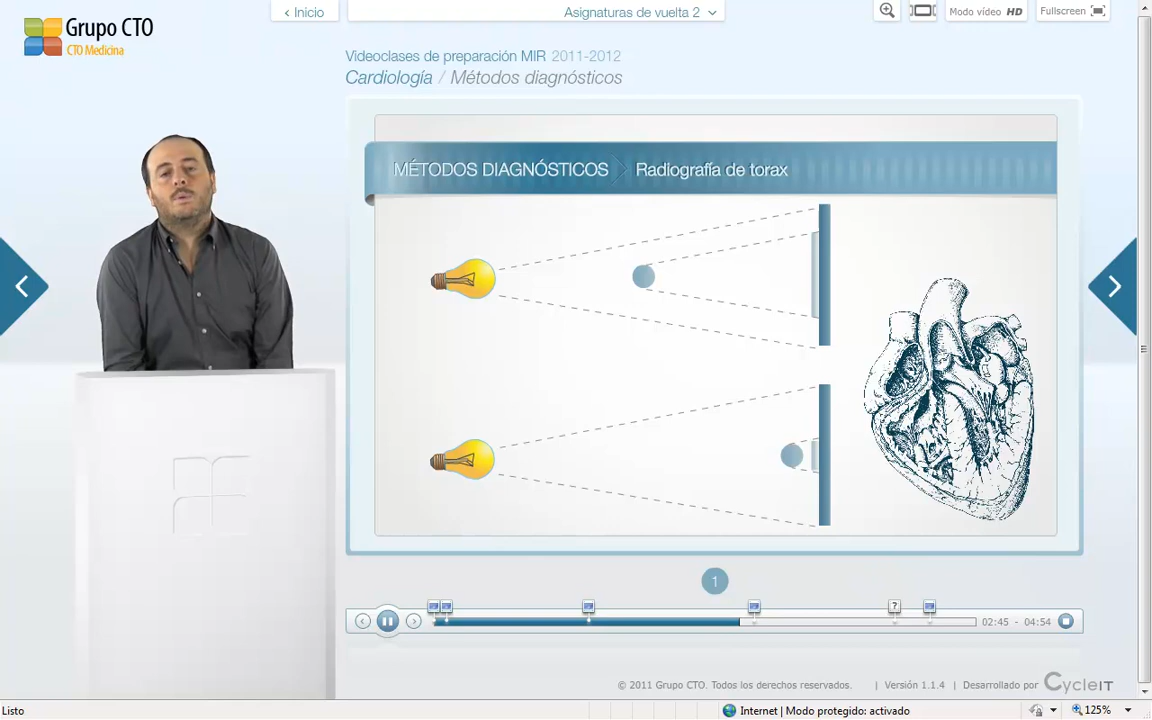 Grupo CTO
CTO Medicina
‹ Inicio
Asignaturas de vuelta 2
Modo vídeo HD
Fullscreen
Videoclases de preparación MIR 2011-2012
Cardiología / Métodos diagnósticos
MÉTODOS DIAGNÓSTICOS Radiografía de torax
1
?
02:45 - 04:54
© 2011 Grupo CTO. Todos los derechos reservados. | Versión 1.1.4 | Desarrollado por CycleIT
Listo
Internet | Modo protegido: activado
125%